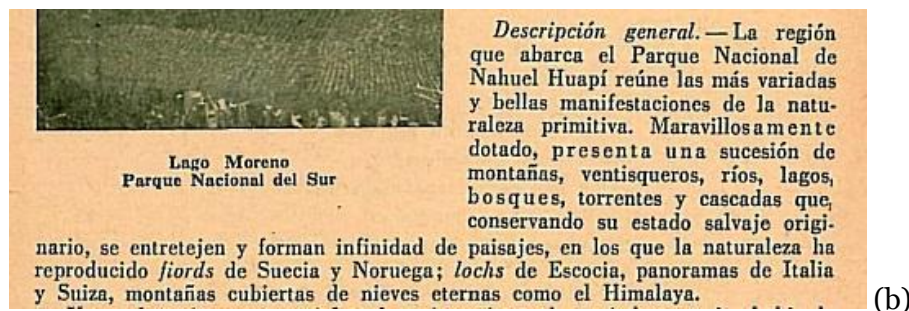 Descripción general. — La región
que abarca el Parque Nacional de
Nahuel Huapí reúne las más variadas
y bellas manifestaciones de la natu-
raleza primitiva. Maravillosamente
dotado, presenta una sucesión de
montañas, ventisqueros, ríos, lagos,
bosques, torrentes y cascadas que,
conservando su estado salvaje origi-
Lago Moreno
Parque Nacional del Sur
nario, se entretejen y forman infinidad de paisajes, en los que la naturaleza ha
reproducido fiords de Suecia y Noruega; lochs de Escocia, panoramas de Italia
y Suiza, montañas cubiertas de nieves eternas como el Himalaya.
(b)